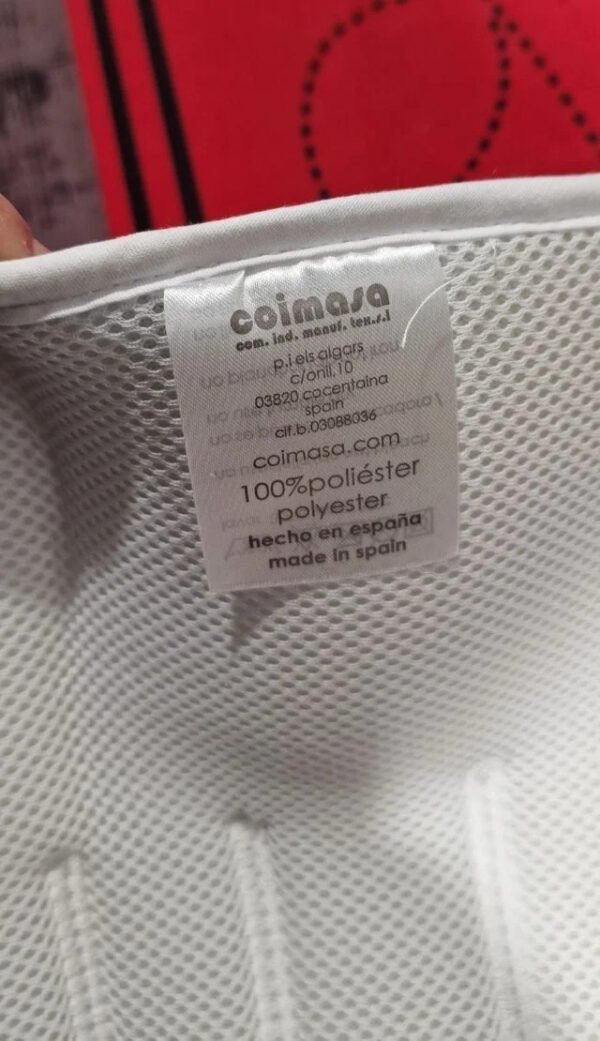 coimasa
com. ind. manuf. tex.s.l
p.i els algars
c/onil.10
03820 cocentaina
spain
cif.b.03088036
coimasa.com
100%poliéster
polyester
hecho en españa
made in spain